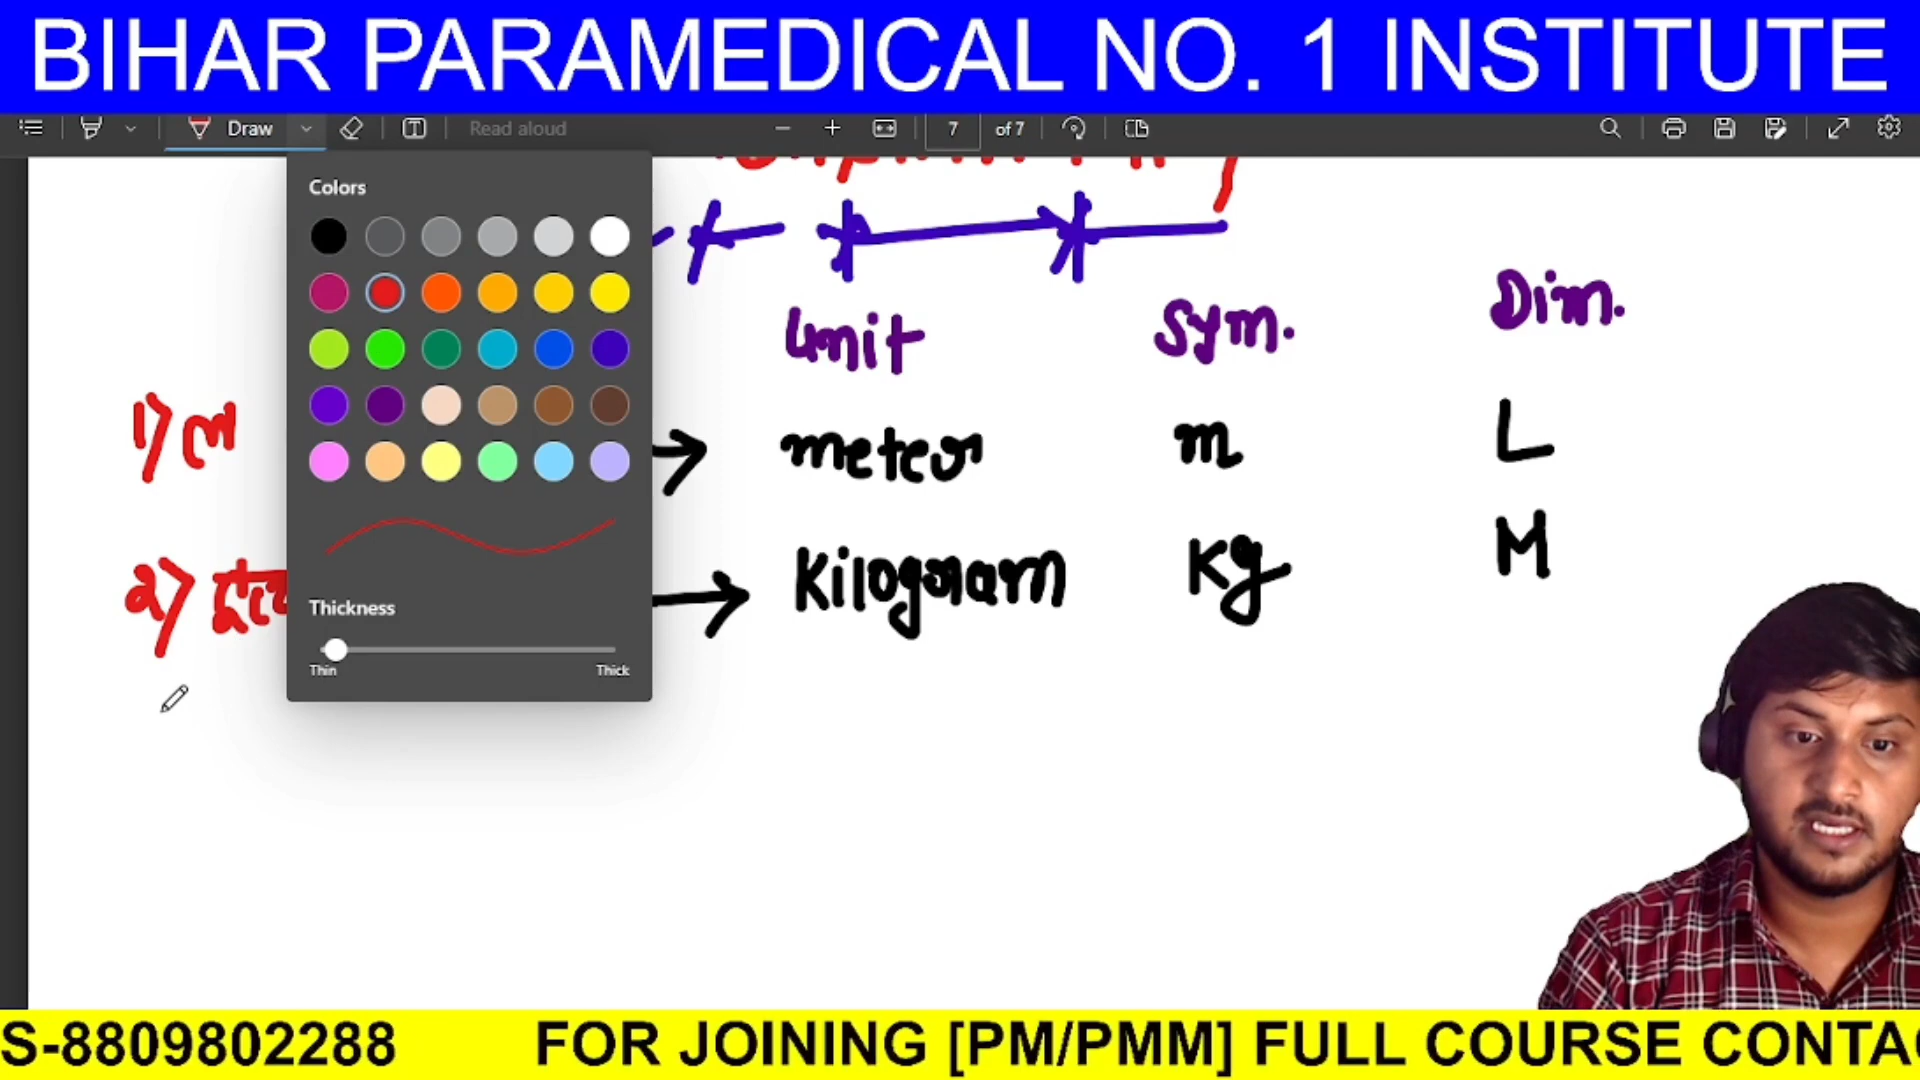 BIHAR PARAMEDICAL NO. 1 INSTITUTE
Draw
Read aloud
7 of 7
Colors
Thickness
Thin Thick
Unit Sym. Dim.
1) meter m L
2) Kilogram Kg M
S-8809802288 FOR JOINING [PM/PMM] FULL COURSE CONTAC